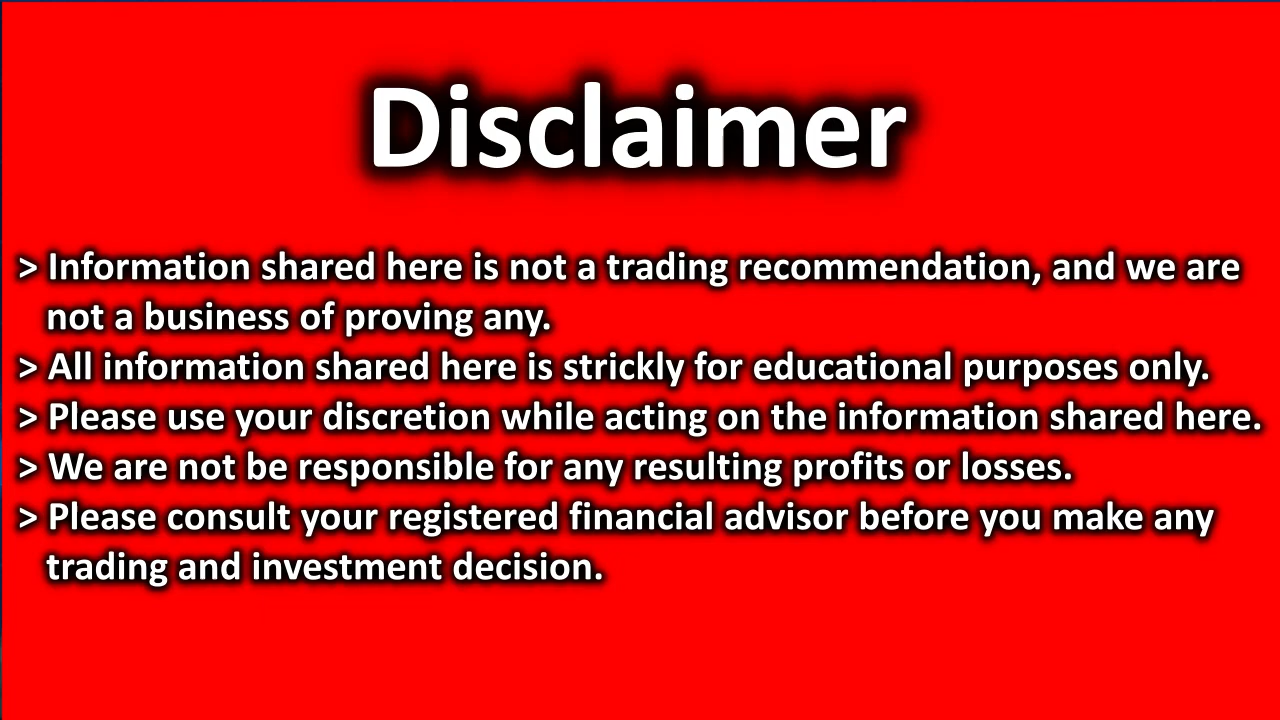 Disclaimer
> Information shared here is not a trading recommendation, and we are
not a business of proving any.
> All information shared here is strickly for educational purposes only.
> Please use your discretion while acting on the information shared here.
> We are not be responsible for any resulting profits or losses.
> Please consult your registered financial advisor before you make any
trading and investment decision.